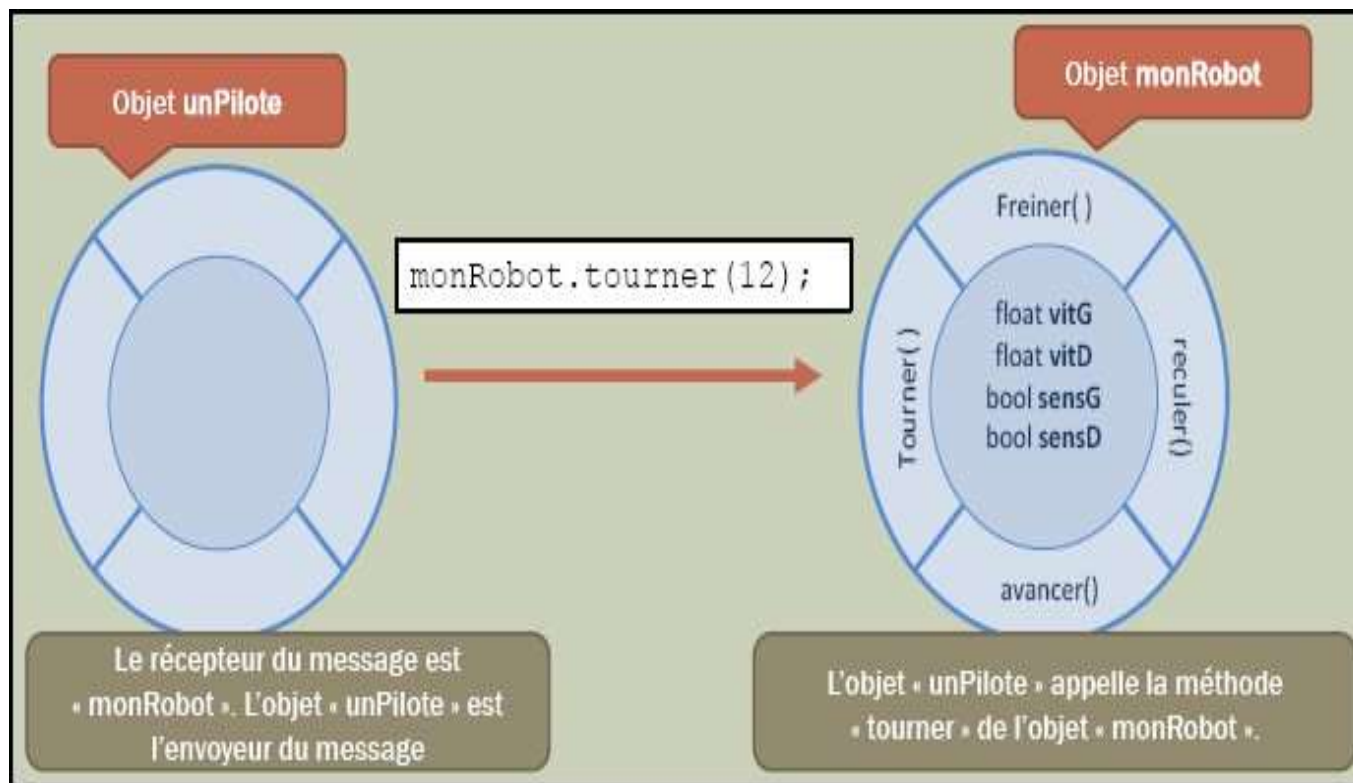 Objet unPilote
Objet monRobot
monRobot.tourner(12);
Freiner( )
Tourner( )
float vitG
float vitD
bool sensG
bool sensD
reculer()
avancer()
Le récepteur du message est
« monRobot ». L'objet « unPilote » est
l'envoyeur du message
L'objet « unPilote » appelle la méthode
« tourner » de l'objet « monRobot ».